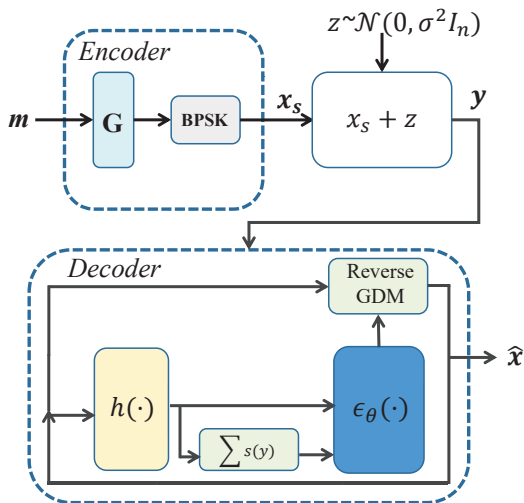 z~𝒩(0, σ²Iₙ)
Encoder
m
G
BPSK
xₛ
xₛ + z
y
Decoder
Reverse
GDM
x̂
h(·)
ϵ_θ(·)
∑ s(y)